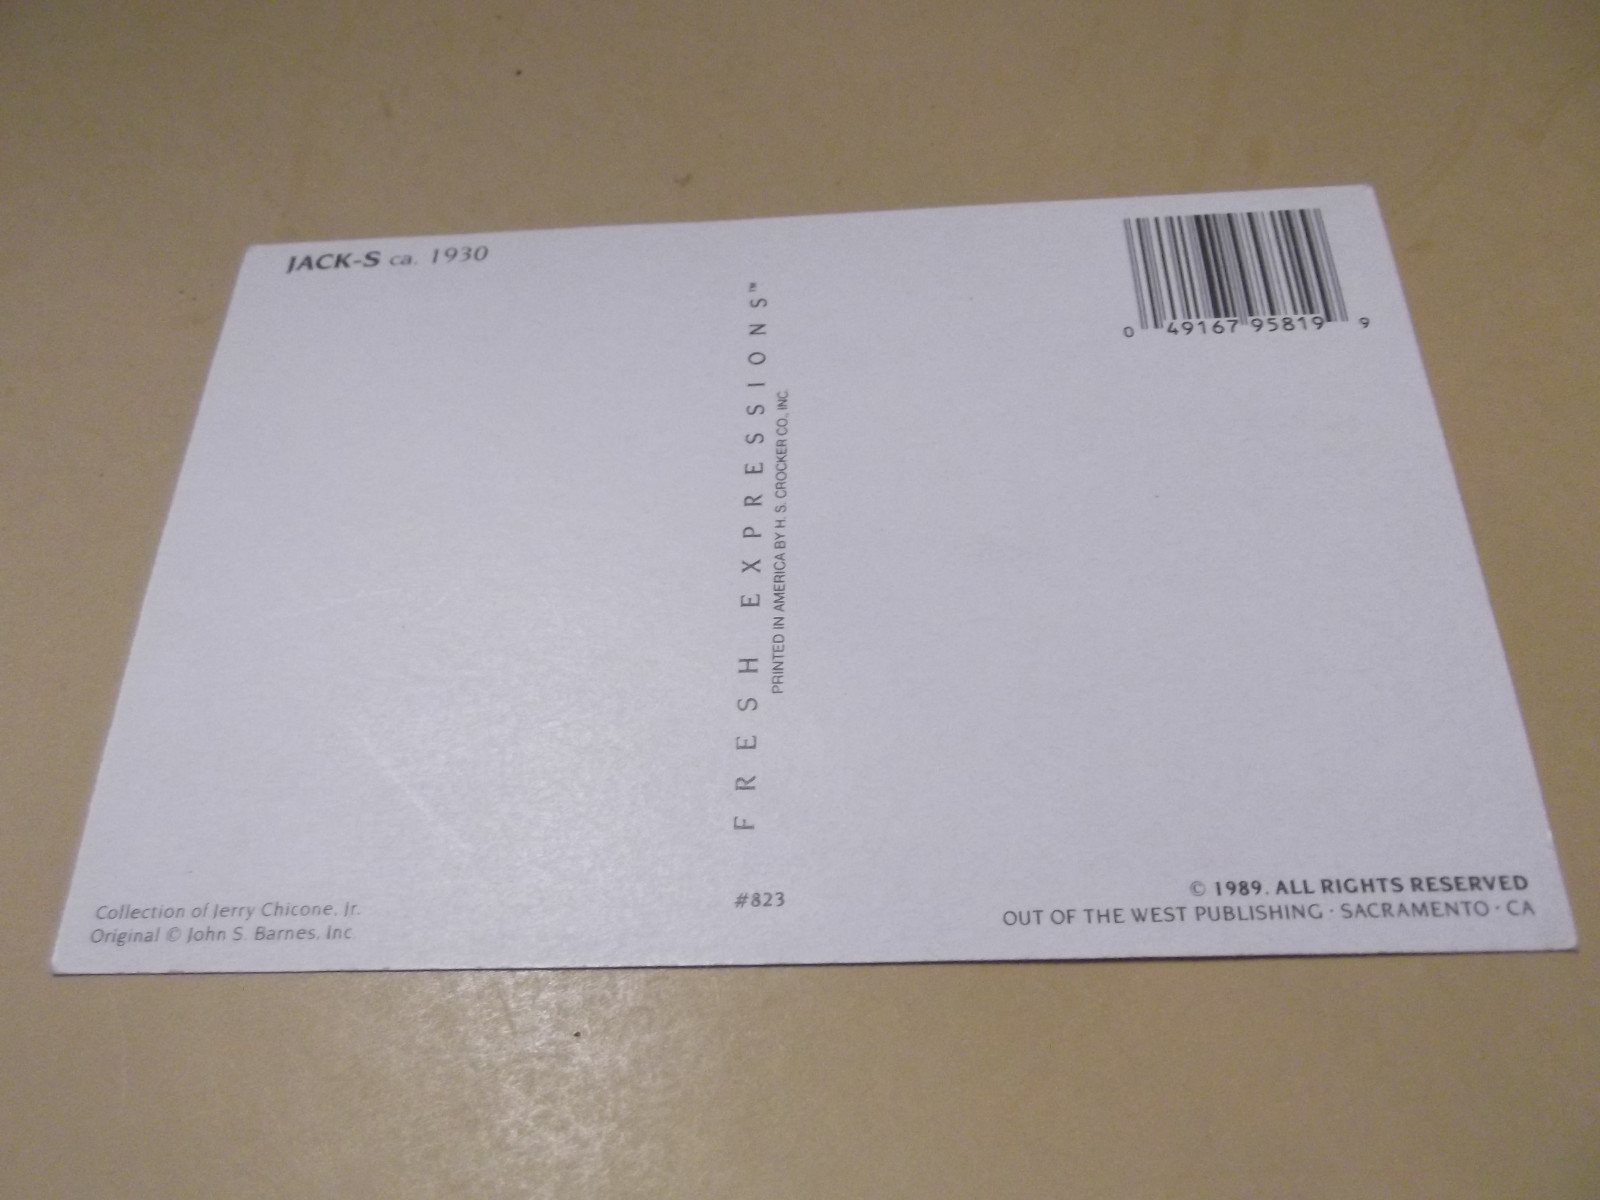 JACK-S ca. 1930
0 49167 95819 9
FRESH EXPRESSIONS™
PRINTED IN AMERICA BY H. S. CROCKER CO., INC.
Collection of Jerry Chicone, Jr.
Original © John S. Barnes, Inc.
#823
© 1989. ALL RIGHTS RESERVED
OUT OF THE WEST PUBLISHING · SACRAMENTO · CA